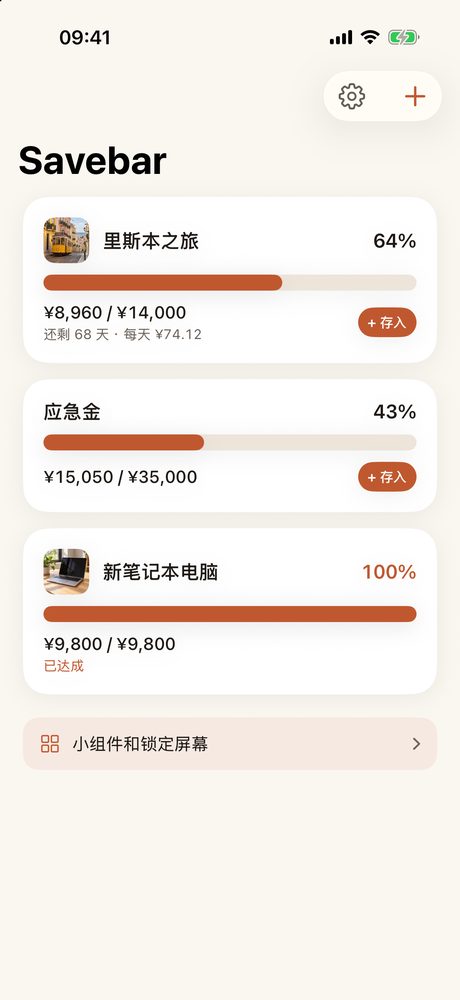 09:41
Savebar
里斯本之旅 64%
¥8,960 / ¥14,000
还剩 68 天 · 每天 ¥74.12
+ 存入
应急金 43%
¥15,050 / ¥35,000
+ 存入
新笔记本电脑 100%
¥9,800 / ¥9,800
已达成
小组件和锁定屏幕